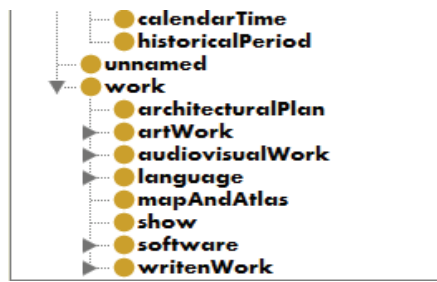 calendarTime
historicalPeriod
unnamed
work
architecturalPlan
artWork
audiovisualWork
language
mapAndAtlas
show
software
writenWork